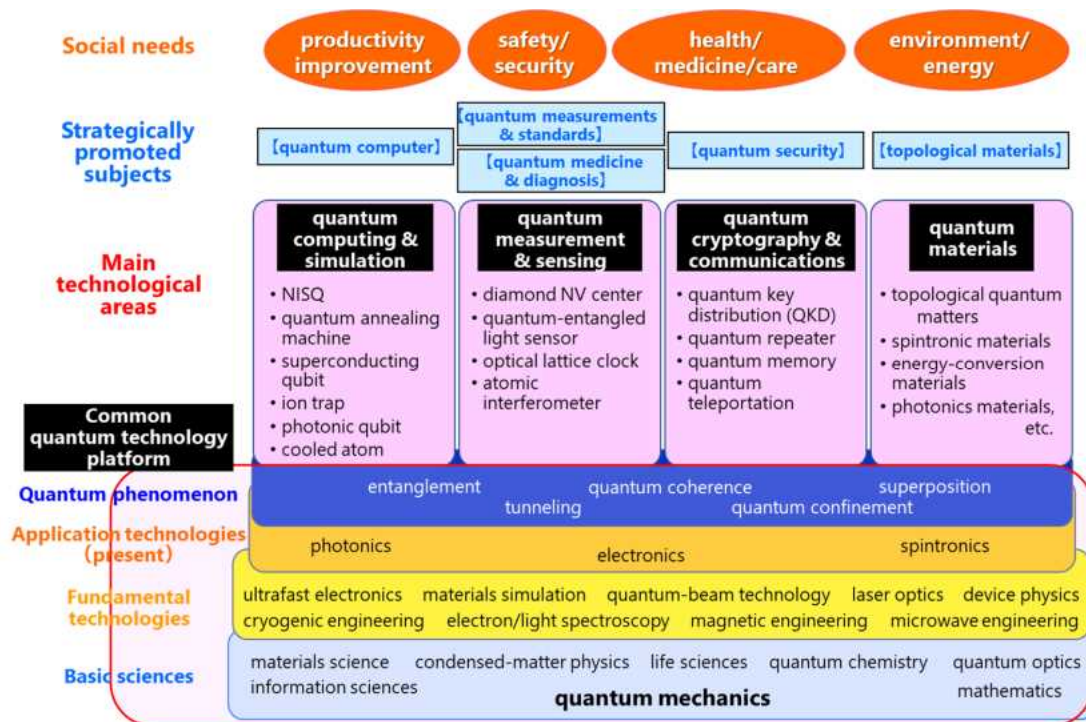 Social needs
productivity
improvement
safety/
security
health/
medicine/care
environment/
energy
Strategically
promoted
subjects
【quantum computer】
【quantum measurements
& standards】
【quantum medicine
& diagnosis】
【quantum security】
【topological materials】
Main
technological
areas
quantum
computing &
simulation
• NISQ
• quantum annealing
machine
• superconducting
qubit
• ion trap
• photonic qubit
• cooled atom
quantum
measurement
& sensing
• diamond NV center
• quantum-entangled
light sensor
• optical lattice clock
• atomic
interferometer
quantum
cryptography &
communications
• quantum key
distribution (QKD)
• quantum repeater
• quantum memory
• quantum
teleportation
quantum
materials
• topological quantum
matters
• spintronic materials
• energy-conversion
materials
• photonics materials,
etc.
Common
quantum technology
platform
Quantum phenomenon
entanglement quantum coherence superposition
tunneling quantum confinement
Application technologies
(present)
photonics electronics spintronics
Fundamental
technologies
ultrafast electronics materials simulation quantum-beam technology laser optics device physics
cryogenic engineering electron/light spectroscopy magnetic engineering microwave engineering
Basic sciences
materials science condensed-matter physics life sciences quantum chemistry quantum optics
information sciences quantum mechanics mathematics